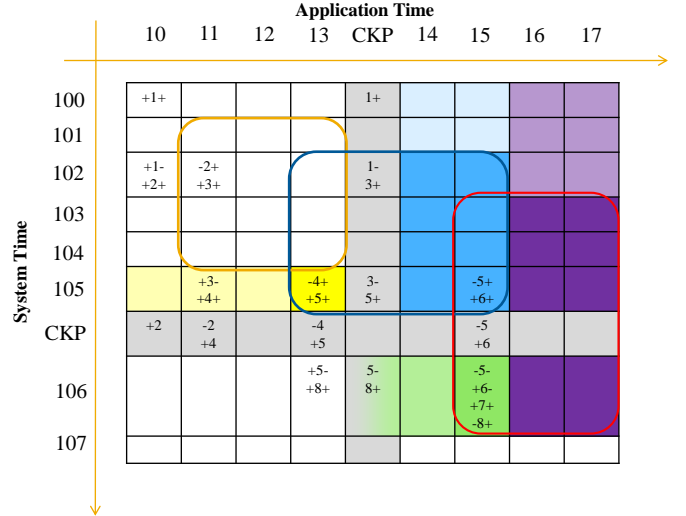 Application Time
10 11 12 13 CKP 14 15 16 17
System Time
100 +1+ 1+
101
102 +1- -2+ 1-
+2+ +3+ 3+
103
104
105 +3- -4+ 3- -5+
+4+ +5+ 5+ +6+
CKP +2 -2 -4 -5
+4 +5 +6
106 +5- 5- -5-
+8+ 8+ +6-
+7+
-8+
107